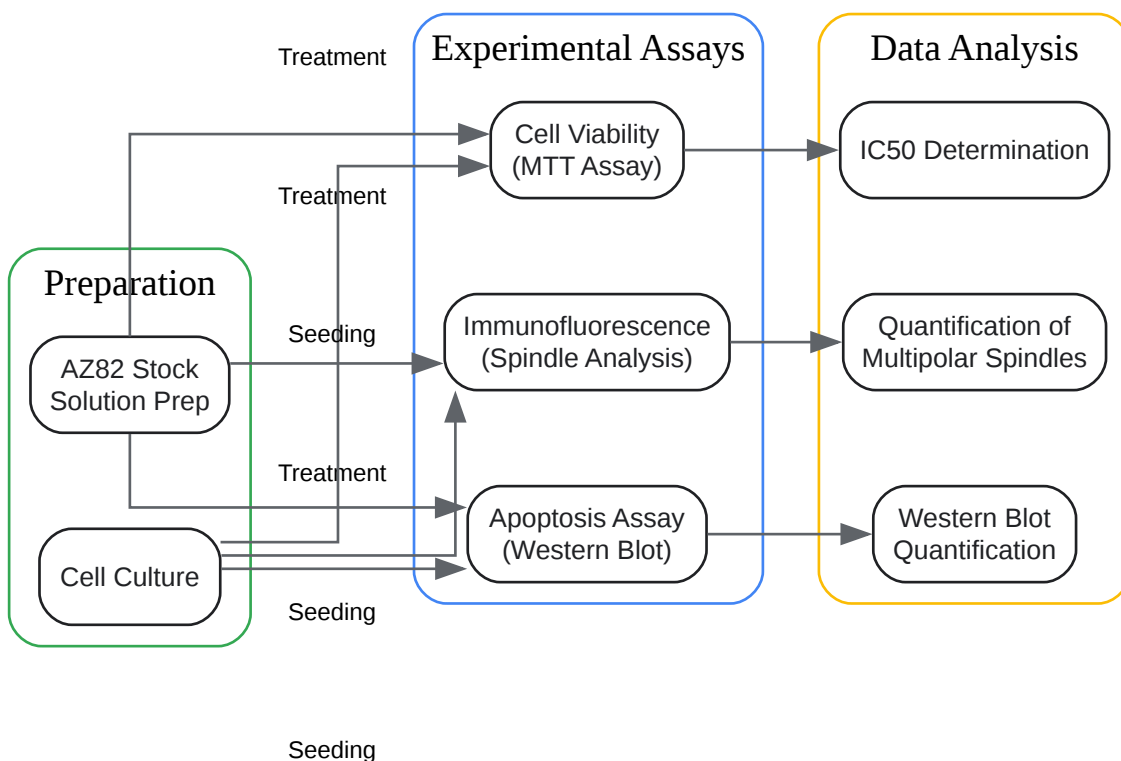 Experimental Assays
Data Analysis
Treatment
Cell Viability
(MTT Assay)
IC50 Determination
Treatment
Preparation
Seeding
Immunofluorescence
(Spindle Analysis)
Quantification of
Multipolar Spindles
AZ82 Stock
Solution Prep
Treatment
Apoptosis Assay
(Western Blot)
Western Blot
Quantification
Cell Culture
Seeding
Seeding